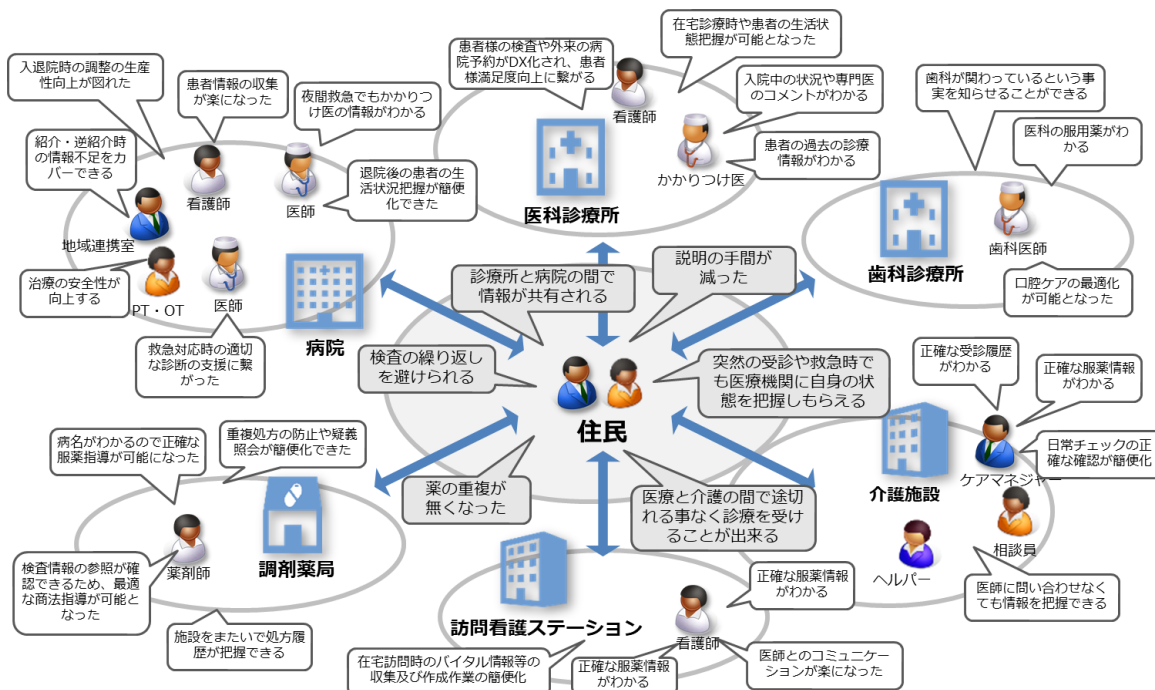 入退院時の調整の生産
性向上が図れた
患者情報の収集
が楽になった
夜間救急でもかかりつ
け医の情報がわかる
紹介・逆紹介時
の情報不足をカ
バーできる
退院後の患者の生
活状況把握が簡便
化できた
看護師
医師
地域連携室
治療の安全性が
向上する
PT・OT
医師
病院
救急対応時の適切
な診断の支援に繋
がった
患者様の検査や外来の病
院予約がDX化され、患者
様満足度向上に繋がる
在宅診療時や患者の生活状
態把握が可能となった
入院中の状況や専門医
のコメントがわかる
患者の過去の診療
情報がわかる
看護師
かかりつけ医
医科診療所
歯科が関わっているという事
実を知らせることができる
医科の服用薬がわ
かる
歯科医師
歯科診療所
口腔ケアの最適化
が可能となった
診療所と病院の間で
情報が共有される
説明の手間が
減った
検査の繰り返し
を避けられる
突然の受診や救急時で
も医療機関に自身の状
態を把握しもらえる
住民
薬の重複が
無くなった
医療と介護の間で途切
れる事なく診療を受け
ることが出来る
病名がわかるので正確な
服薬指導が可能になった
重複処方の防止や疑義
照会が簡便化できた
薬剤師
調剤薬局
検査情報の参照が確
認できるため、最適
な商法指導が可能と
なった
施設をまたいで処方履
歴が把握できる
訪問看護ステーション
看護師
正確な服薬情報
がわかる
在宅訪問時のバイタル情報等の
収集及び作成作業の簡便化
正確な服薬情報
がわかる
医師とのコミュニケー
ションが楽になった
正確な受診履歴
がわかる
正確な服薬情報
がわかる
日常チェックの正
確な確認が簡便化
ケアマネジャー
介護施設
相談員
ヘルパー
医師に問い合わせなく
ても情報を把握できる